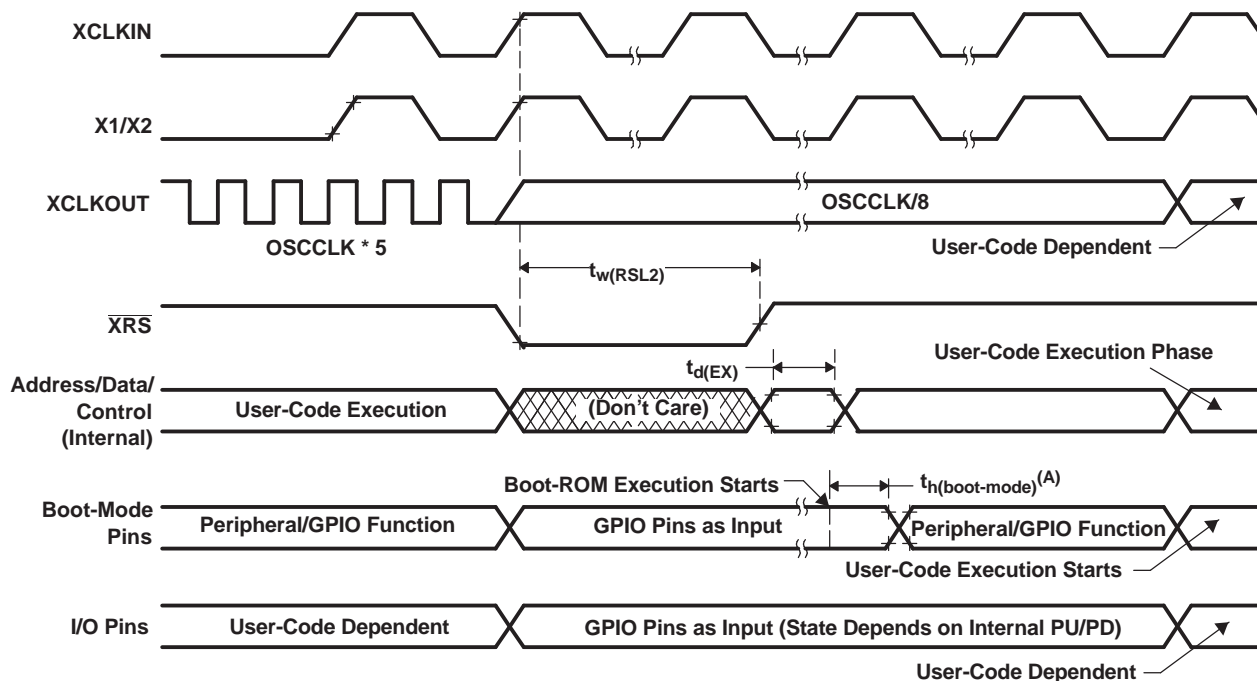 XCLKIN
X1/X2
XCLKOUT
OSCCLK/8
OSCCLK * 5
User-Code Dependent
tw(RSL2)
XRS
User-Code Execution Phase
td(EX)
Address/Data/
Control
(Internal)
User-Code Execution
(Don't Care)
Boot-ROM Execution Starts
th(boot-mode)(A)
Boot-Mode
Pins
Peripheral/GPIO Function
GPIO Pins as Input
Peripheral/GPIO Function
User-Code Execution Starts
I/O Pins
User-Code Dependent
GPIO Pins as Input (State Depends on Internal PU/PD)
User-Code Dependent